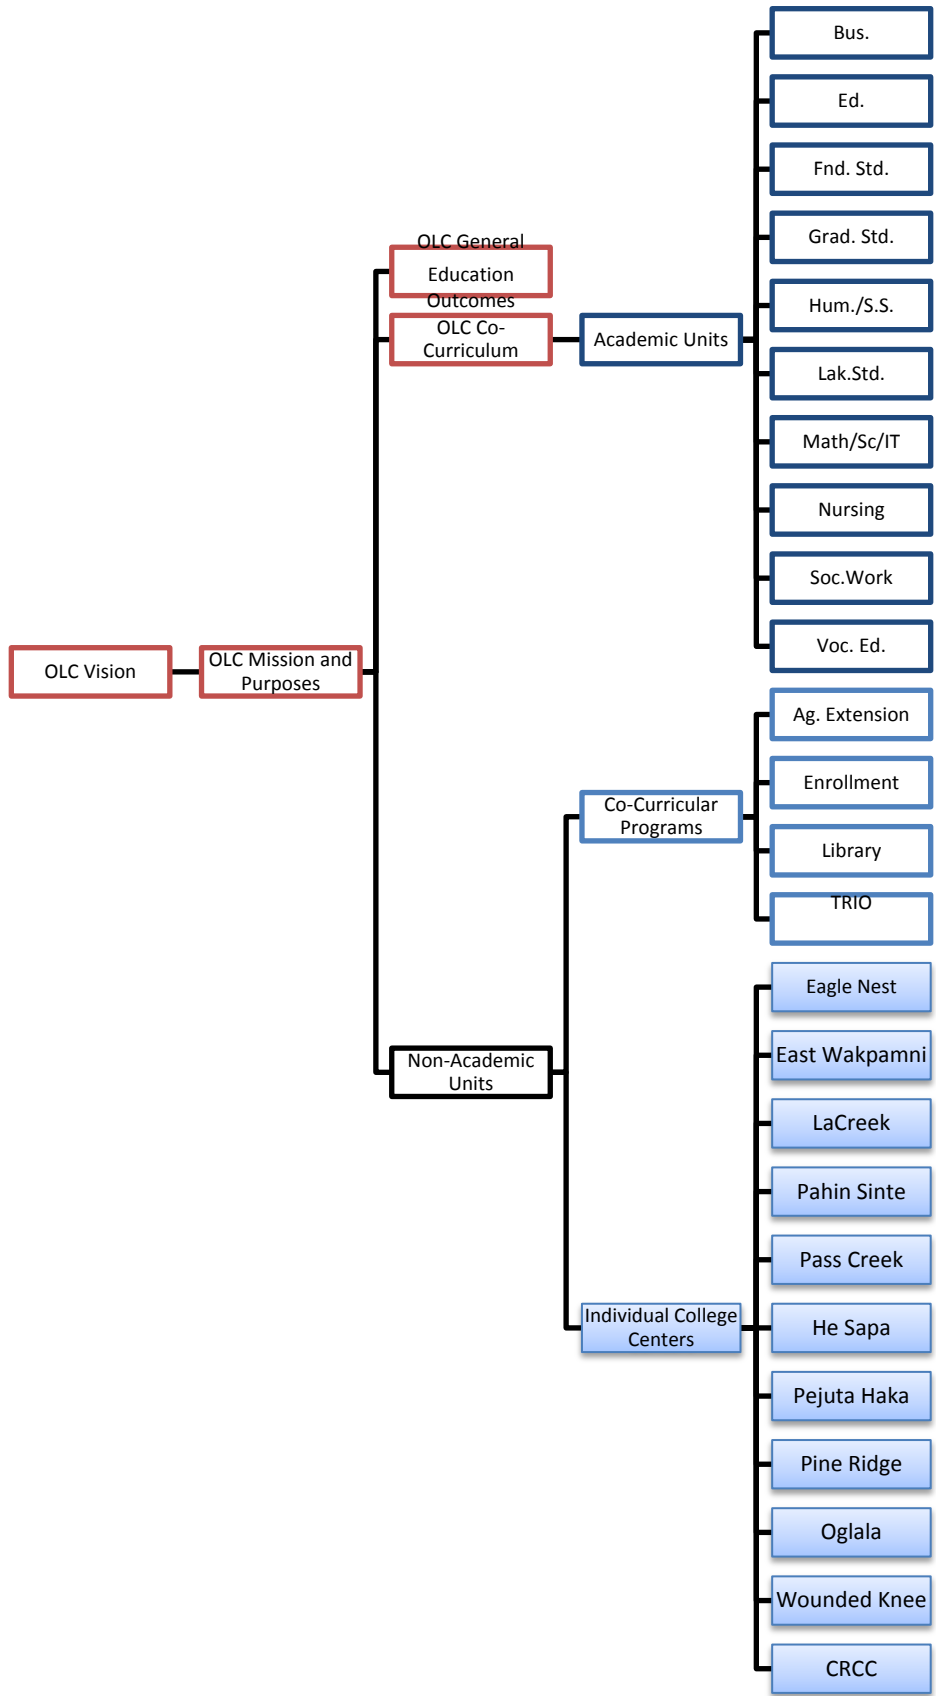 OLC Vision
OLC Mission and
Purposes
OLC General
Education
Outcomes
OLC Co-
Curriculum
Academic Units
Bus.
Ed.
Fnd. Std.
Grad. Std.
Hum./S.S.
Lak.Std.
Math/Sc/IT
Nursing
Soc.Work
Voc. Ed.
Non-Academic
Units
Co-Curricular
Programs
Ag. Extension
Enrollment
Library
TRIO
Individual College
Centers
Eagle Nest
East Wakpamni
LaCreek
Pahin Sinte
Pass Creek
He Sapa
Pejuta Haka
Pine Ridge
Oglala
Wounded Knee
CRCC